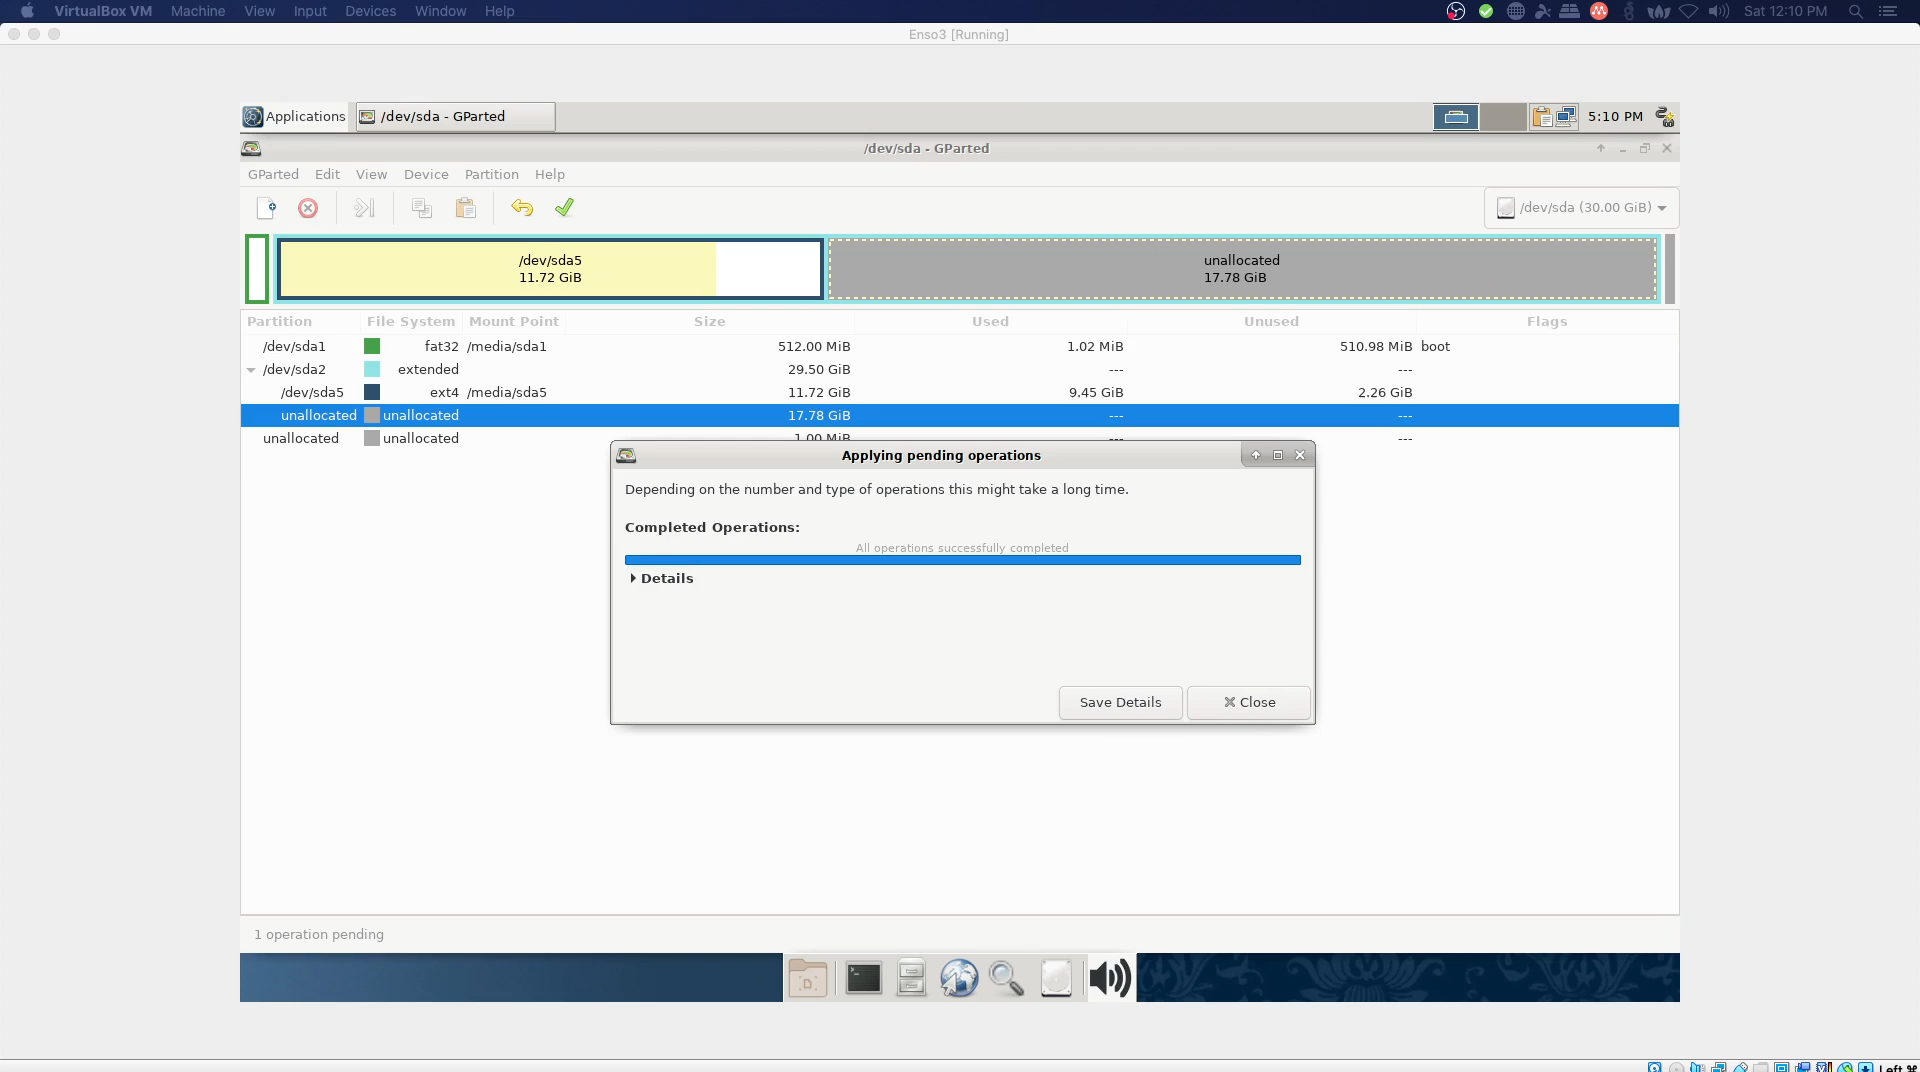 VirtualBox VM Machine View Input Devices Window Help Sat 12:10 PM
Enso3 [Running]
Applications /dev/sda - GParted 5:10 PM
/dev/sda - GParted
GParted Edit View Device Partition Help
/dev/sda (30.00 GiB)
/dev/sda5
11.72 GiB
unallocated
17.78 GiB
Partition File System Mount Point Size Used Unused Flags
/dev/sda1 fat32 /media/sda1 512.00 MiB 1.02 MiB 510.98 MiB boot
/dev/sda2 extended 29.50 GiB --- ---
/dev/sda5 ext4 /media/sda5 11.72 GiB 9.45 GiB 2.26 GiB
unallocated unallocated 17.78 GiB --- ---
unallocated unallocated 1.00 MiB --- ---
Applying pending operations
Depending on the number and type of operations this might take a long time.
Completed Operations:
All operations successfully completed
Details
Save Details Close
1 operation pending
Left ⌘